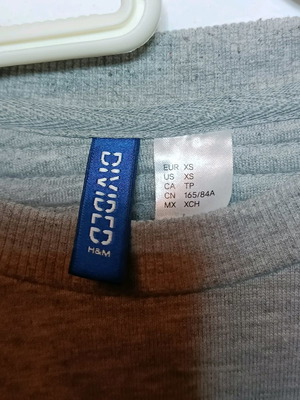 DIVIDED
H&M
EUR XS
US XS
CA TP
CN 165/84A
MX XCH